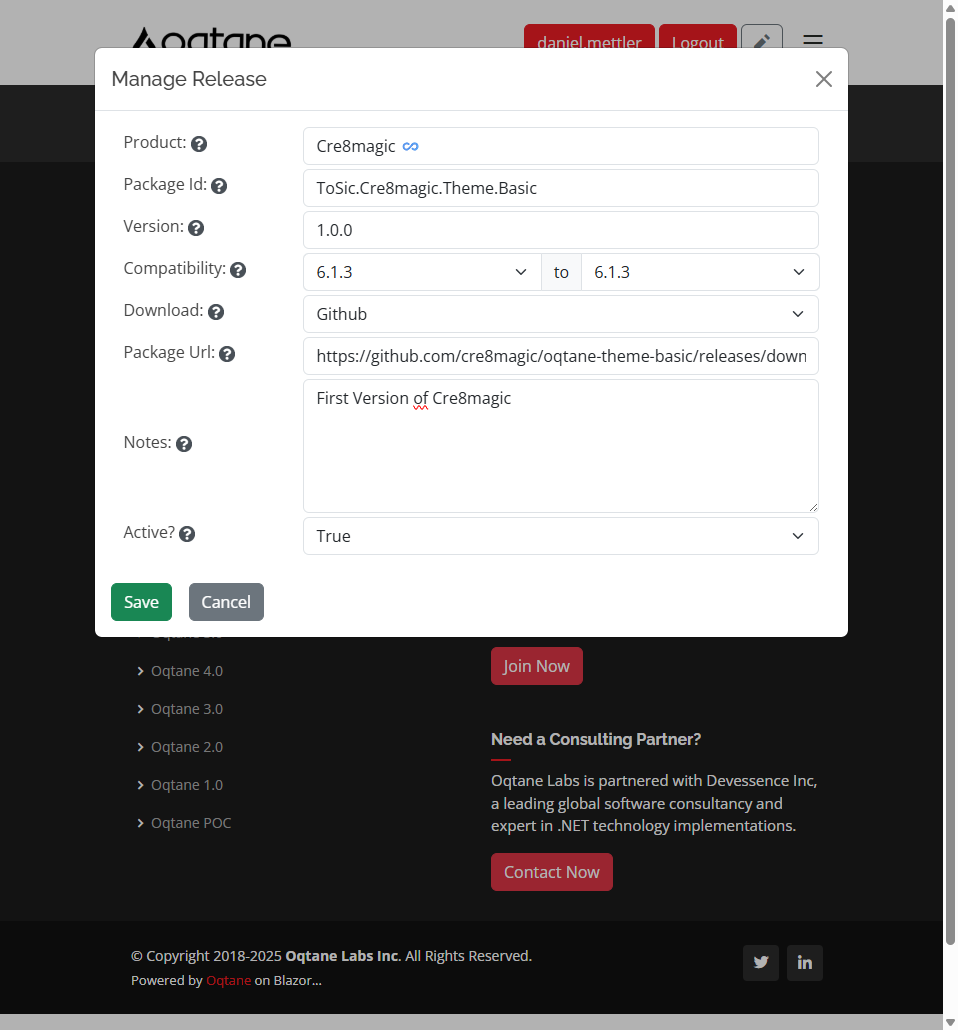 oqtane
daniel.mettler
Logout
Manage Release
Product:
Cre8magic ∞
Package Id:
ToSic.Cre8magic.Theme.Basic
Version:
1.0.0
Compatibility:
6.1.3 to 6.1.3
Download:
Github
Package Url:
https://github.com/cre8magic/oqtane-theme-basic/releases/down
First Version of Cre8magic
Notes:
Active?
True
Save
Cancel
Oqtane 4.0
Join Now
Oqtane 3.0
Oqtane 2.0
Oqtane 1.0
Oqtane POC
Need a Consulting Partner?
Oqtane Labs is partnered with Devessence Inc,
a leading global software consultancy and
expert in .NET technology implementations.
Contact Now
© Copyright 2018-2025 Oqtane Labs Inc. All Rights Reserved.
Powered by Oqtane on Blazor...